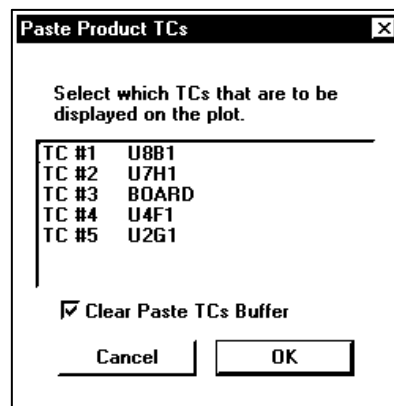 Paste Product TCs
Select which TCs that are to be
displayed on the plot.
TC #1 U8B1
TC #2 U7H1
TC #3 BOARD
TC #4 U4F1
TC #5 U2G1
Clear Paste TCs Buffer
Cancel OK